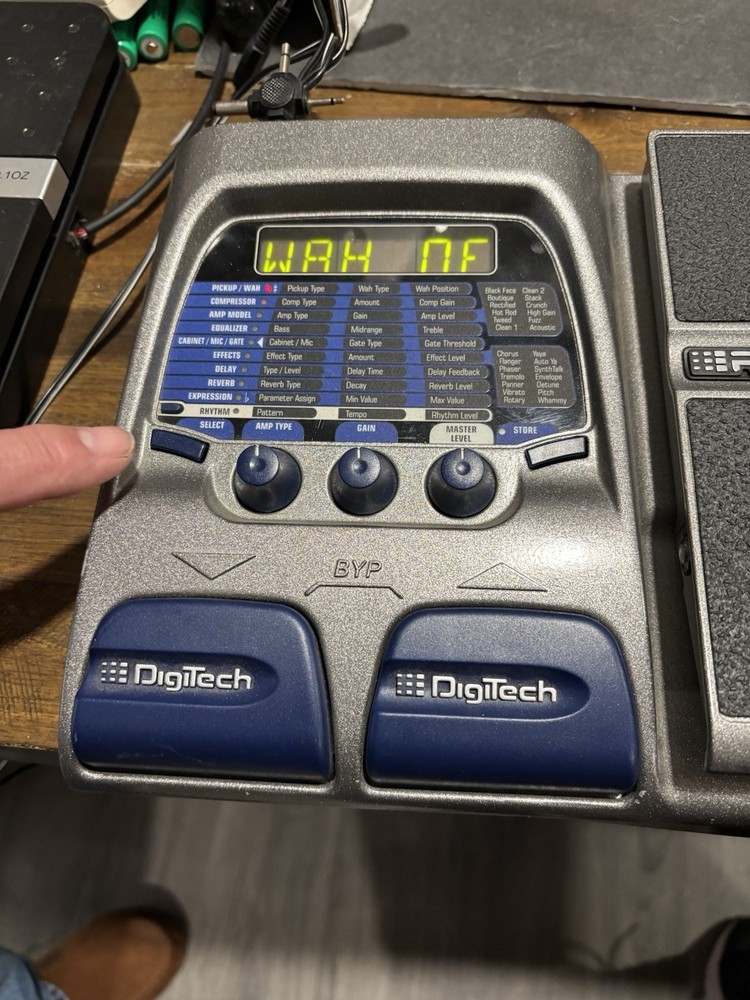 .10Z
WAH OF
PICKUP / WAH Pickup Type Wah Type Wah Position
COMPRESSOR Comp Type Amount Comp Gain
AMP MODEL Amp Type Gain Amp Level
EQUALIZER Bass Midrange Treble
CABINET / MIC / GATE Cabinet / Mic Gate Type Gate Threshold
EFFECTS Effect Type Amount Effect Level
DELAY Type / Level Delay Time Delay Feedback
REVERB Reverb Type Decay Reverb Level
EXPRESSION Parameter Assign Min Value Max Value
RHYTHM Pattern Tempo Rhythm Level
Black Face Clean 2
Boutique Stack
Rectified Crunch
Hot Rod High Gain
Tweed Fuzz
Clean 1 Acoustic
Chorus Yaya
Flanger Auto Ya
Phaser SynthTalk
Tremolo Envelope
Panner Detune
Vibrato Pitch
Rotary Whammy
SELECT AMP TYPE GAIN MASTER LEVEL STORE
BYP
DigiTech
DigiTech